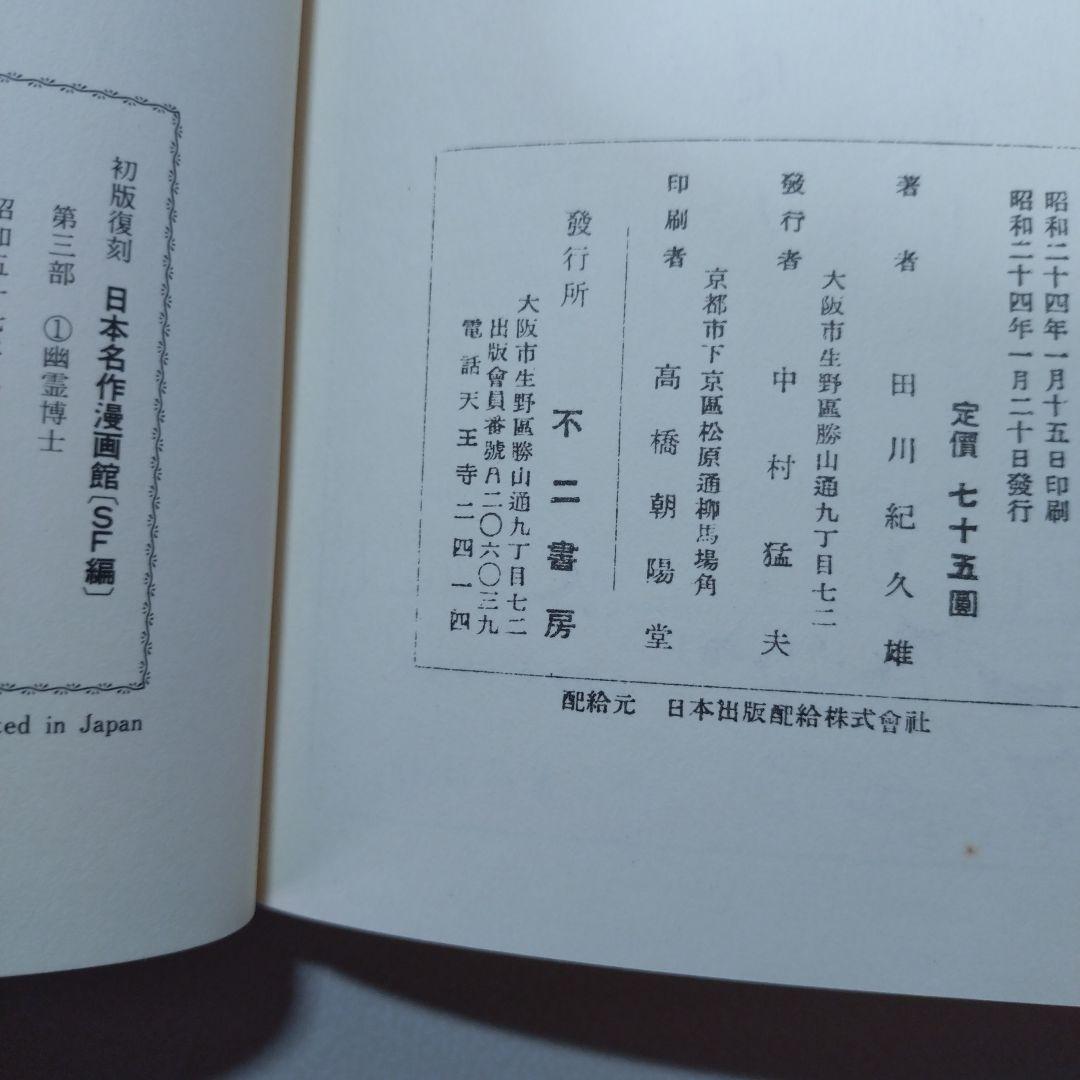 昭和二十四年一月十五日印刷
昭和二十四年一月二十日發行
定價 七十五圓
著者 田川紀久雄
大阪市生野區勝山通九丁目七二
發行者 中村猛夫
京都市下京區松原通柳馬場角
印刷者 高橋朝陽堂
發行所 不二書房
大阪市生野區勝山通九丁目七二
出版會員番號A二〇六〇三九
電話天王寺二四一四
配給元 日本出版配給株式會社
初版復刻 日本名作漫画館〔SF編〕
第三部 ①幽霊博士
昭和五十七年
ted in Japan